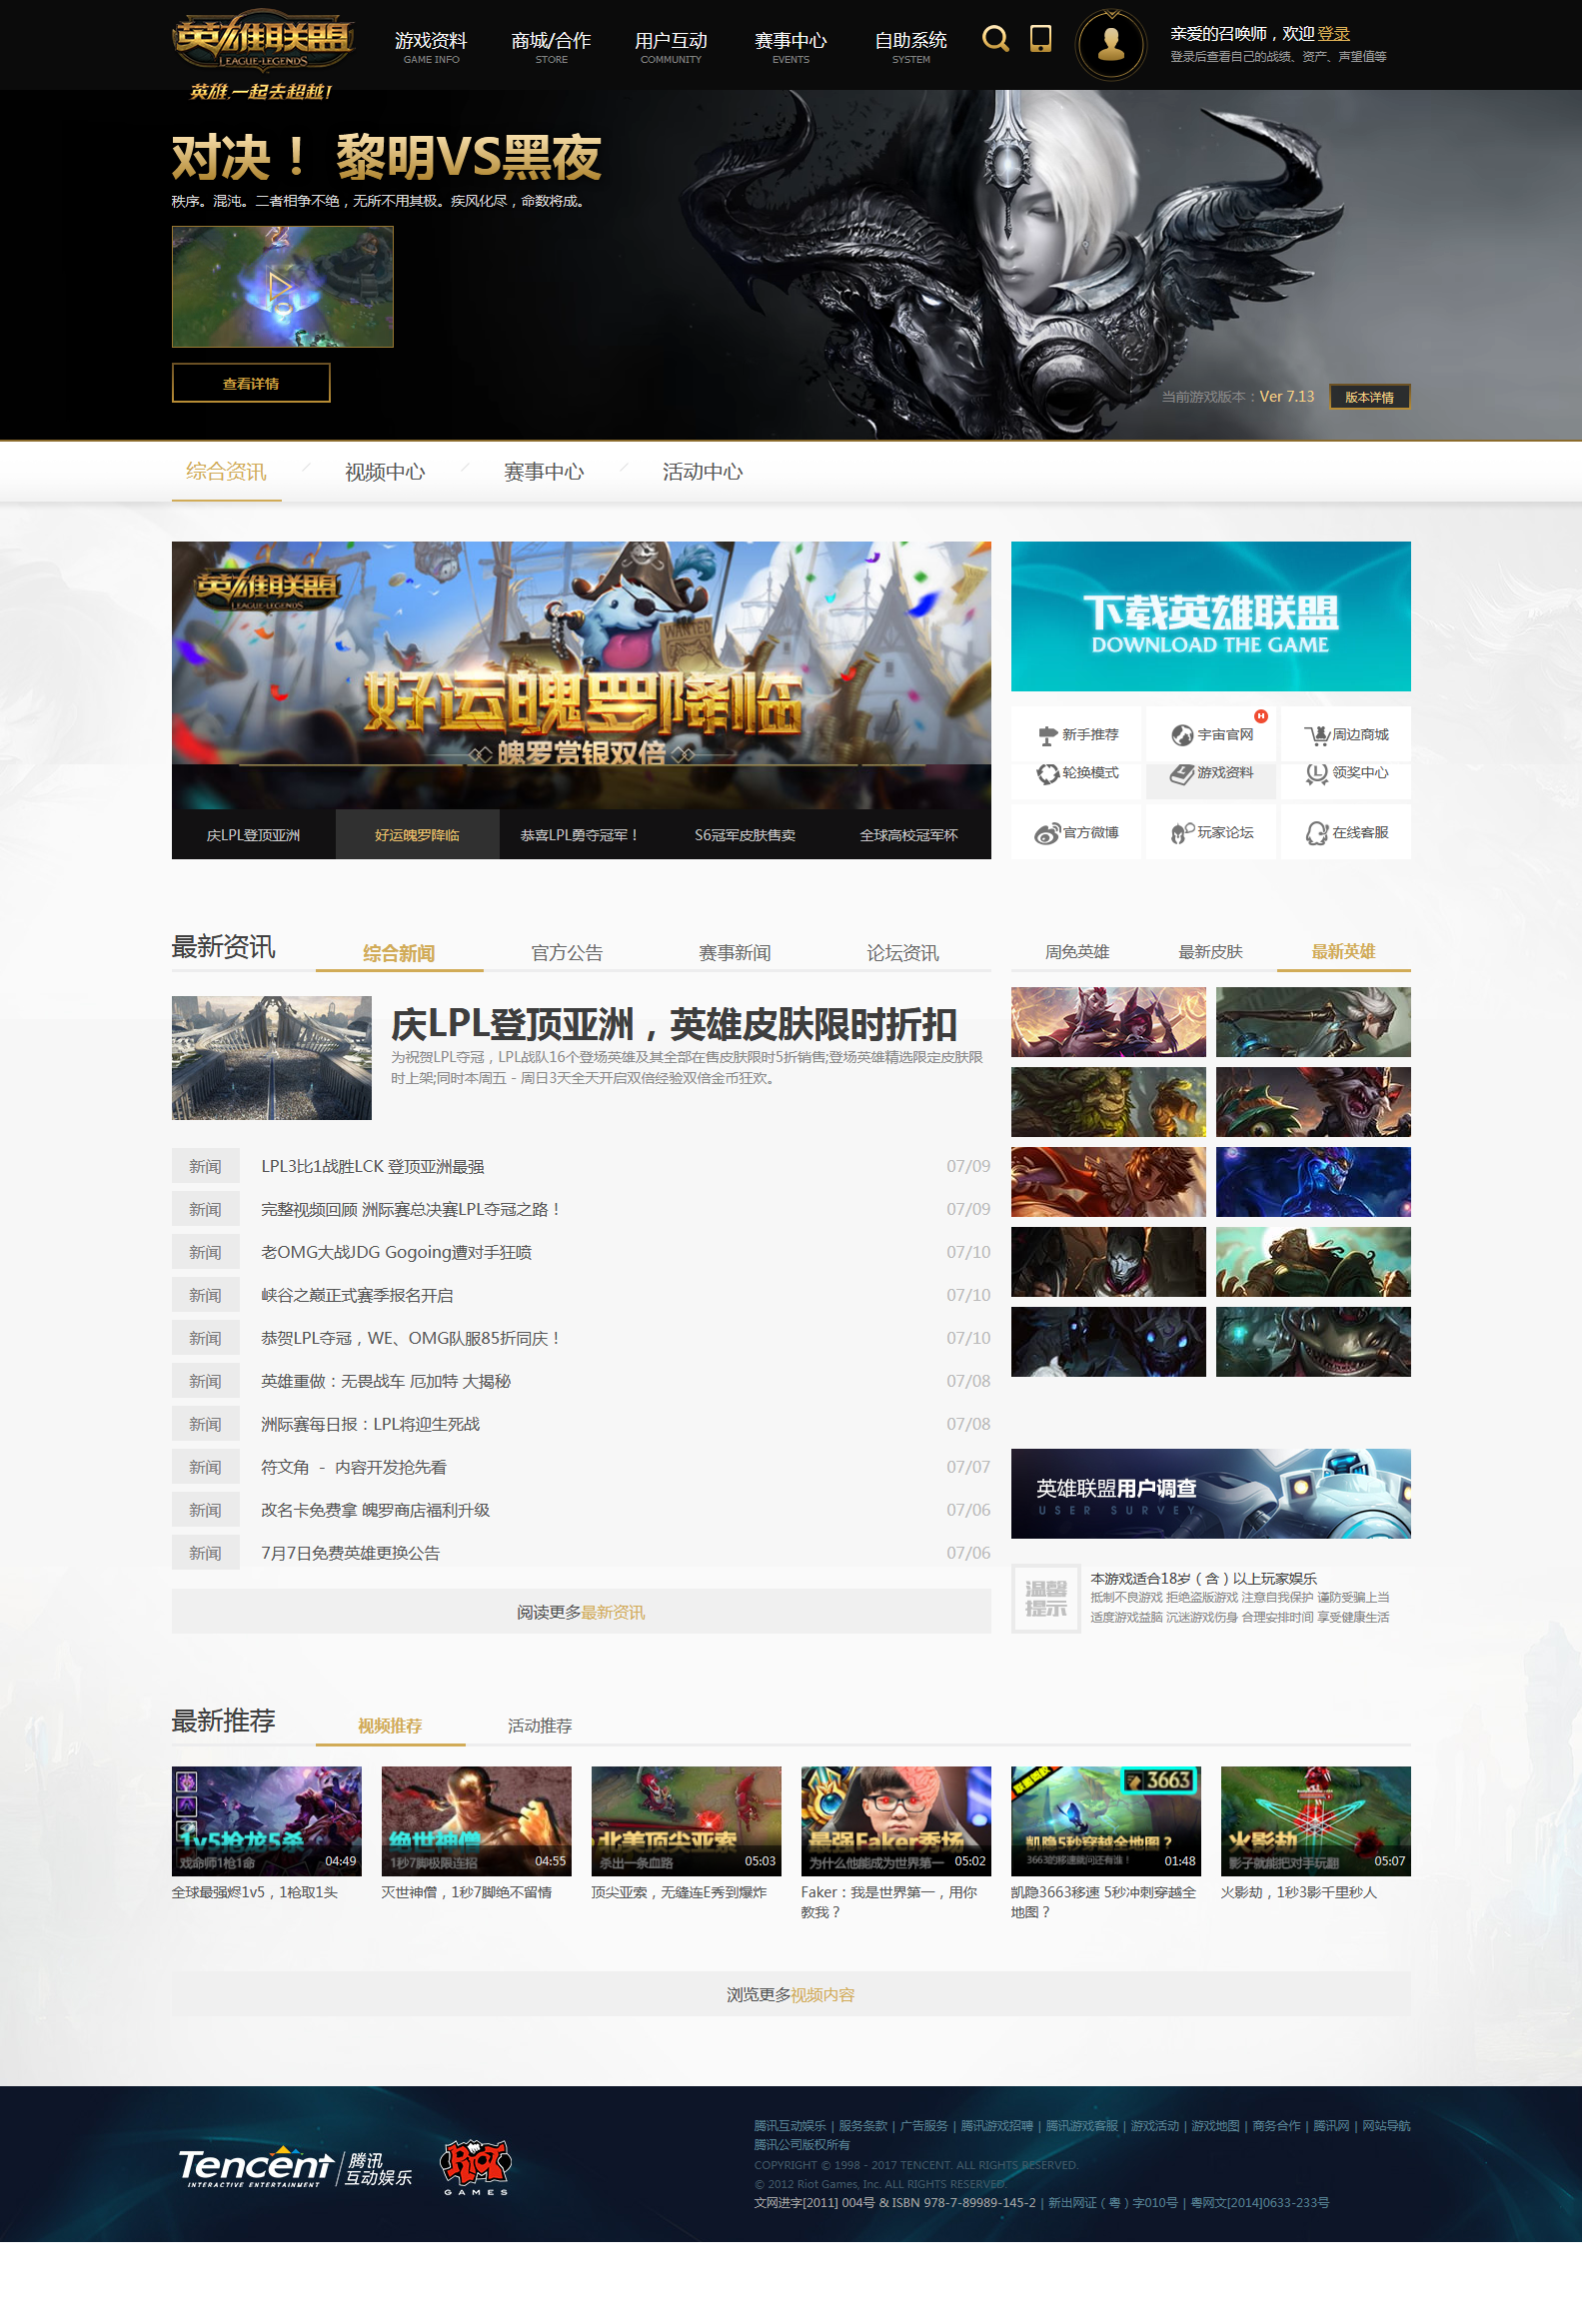 英雄联盟
LEAGUE·LEGENDS
英雄,一起去超越!
游戏资料
GAME INFO
商城/合作
STORE
用户互动
COMMUNITY
赛事中心
EVENTS
自助系统
SYSTEM
亲爱的召唤师，欢迎 登录
登录后查看自己的战绩、资产、声望值等
对决！ 黎明VS黑夜
秩序。混沌。二者相争不绝，无所不用其极。疾风化尽，命数将成。
查看详情
当前游戏版本：Ver 7.13
版本详情
综合资讯
视频中心
赛事中心
活动中心
英雄联盟
LEAGUE·LEGENDS
WANTED
好运魄罗降临
魄罗赏银双倍
庆LPL登顶亚洲
好运魄罗降临
恭喜LPL勇夺冠军！
S6冠军皮肤售卖
全球高校冠军杯
下载英雄联盟
DOWNLOAD THE GAME
新手推荐
宇宙官网
H
周边商城
轮换模式
游戏资料
领奖中心
官方微博
玩家论坛
在线客服
最新资讯
综合新闻
官方公告
赛事新闻
论坛资讯
庆LPL登顶亚洲，英雄皮肤限时折扣
为祝贺LPL夺冠，LPL战队16个登场英雄及其全部在售皮肤限时5折销售;登场英雄精选限定皮肤限
时上架;同时本周五 - 周日3天全天开启双倍经验双倍金币狂欢。
新闻 LPL3比1战胜LCK 登顶亚洲最强 07/09
新闻 完整视频回顾 洲际赛总决赛LPL夺冠之路！ 07/09
新闻 老OMG大战JDG Gogoing遭对手狂喷 07/10
新闻 峡谷之巅正式赛季报名开启 07/10
新闻 恭贺LPL夺冠，WE、OMG队服85折同庆！ 07/10
新闻 英雄重做：无畏战车 厄加特 大揭秘 07/08
新闻 洲际赛每日报：LPL将迎生死战 07/08
新闻 符文角 - 内容开发抢先看 07/07
新闻 改名卡免费拿 魄罗商店福利升级 07/06
新闻 7月7日免费英雄更换公告 07/06
阅读更多最新资讯
周免英雄
最新皮肤
最新英雄
英雄联盟用户调查
USER SURVEY
温馨
提示
本游戏适合18岁（含）以上玩家娱乐
抵制不良游戏 拒绝盗版游戏 注意自我保护 谨防受骗上当
适度游戏益脑 沉迷游戏伤身 合理安排时间 享受健康生活
最新推荐
视频推荐
活动推荐
1v5抢龙5杀
戏命师1枪1命
04:49
全球最强烬1v5，1枪取1头
绝世神僧
1秒7脚极限连招
04:55
灭世神僧，1秒7脚绝不留情
北美顶尖亚索
杀出一条血路
05:03
顶尖亚索，无缝连E秀到爆炸
最强Faker季场
为什么他能成为世界第一
05:02
Faker：我是世界第一，用你
教我？
3663
凯隐5秒穿越全地图？
3663的移速就问还有谁！
01:48
凯隐3663移速 5秒冲刺穿越全
地图？
火影劫
影子就能把对手玩翻
05:07
火影劫，1秒3影千里秒人
浏览更多视频内容
Tencent
INTERACTIVE ENTERTAINMENT
腾讯
互动娱乐
RIOT
GAMES
腾讯互动娱乐 | 服务条款 | 广告服务 | 腾讯游戏招聘 | 腾讯游戏客服 | 游戏活动 | 游戏地图 | 商务合作 | 腾讯网 | 网站导航
腾讯公司版权所有
COPYRIGHT © 1998 - 2017 TENCENT. ALL RIGHTS RESERVED.
© 2012 Riot Games, Inc. ALL RIGHTS RESERVED.
文网进字[2011] 004号 & ISBN 978-7-89989-145-2 | 新出网证（粤）字010号 | 粤网文[2014]0633-233号